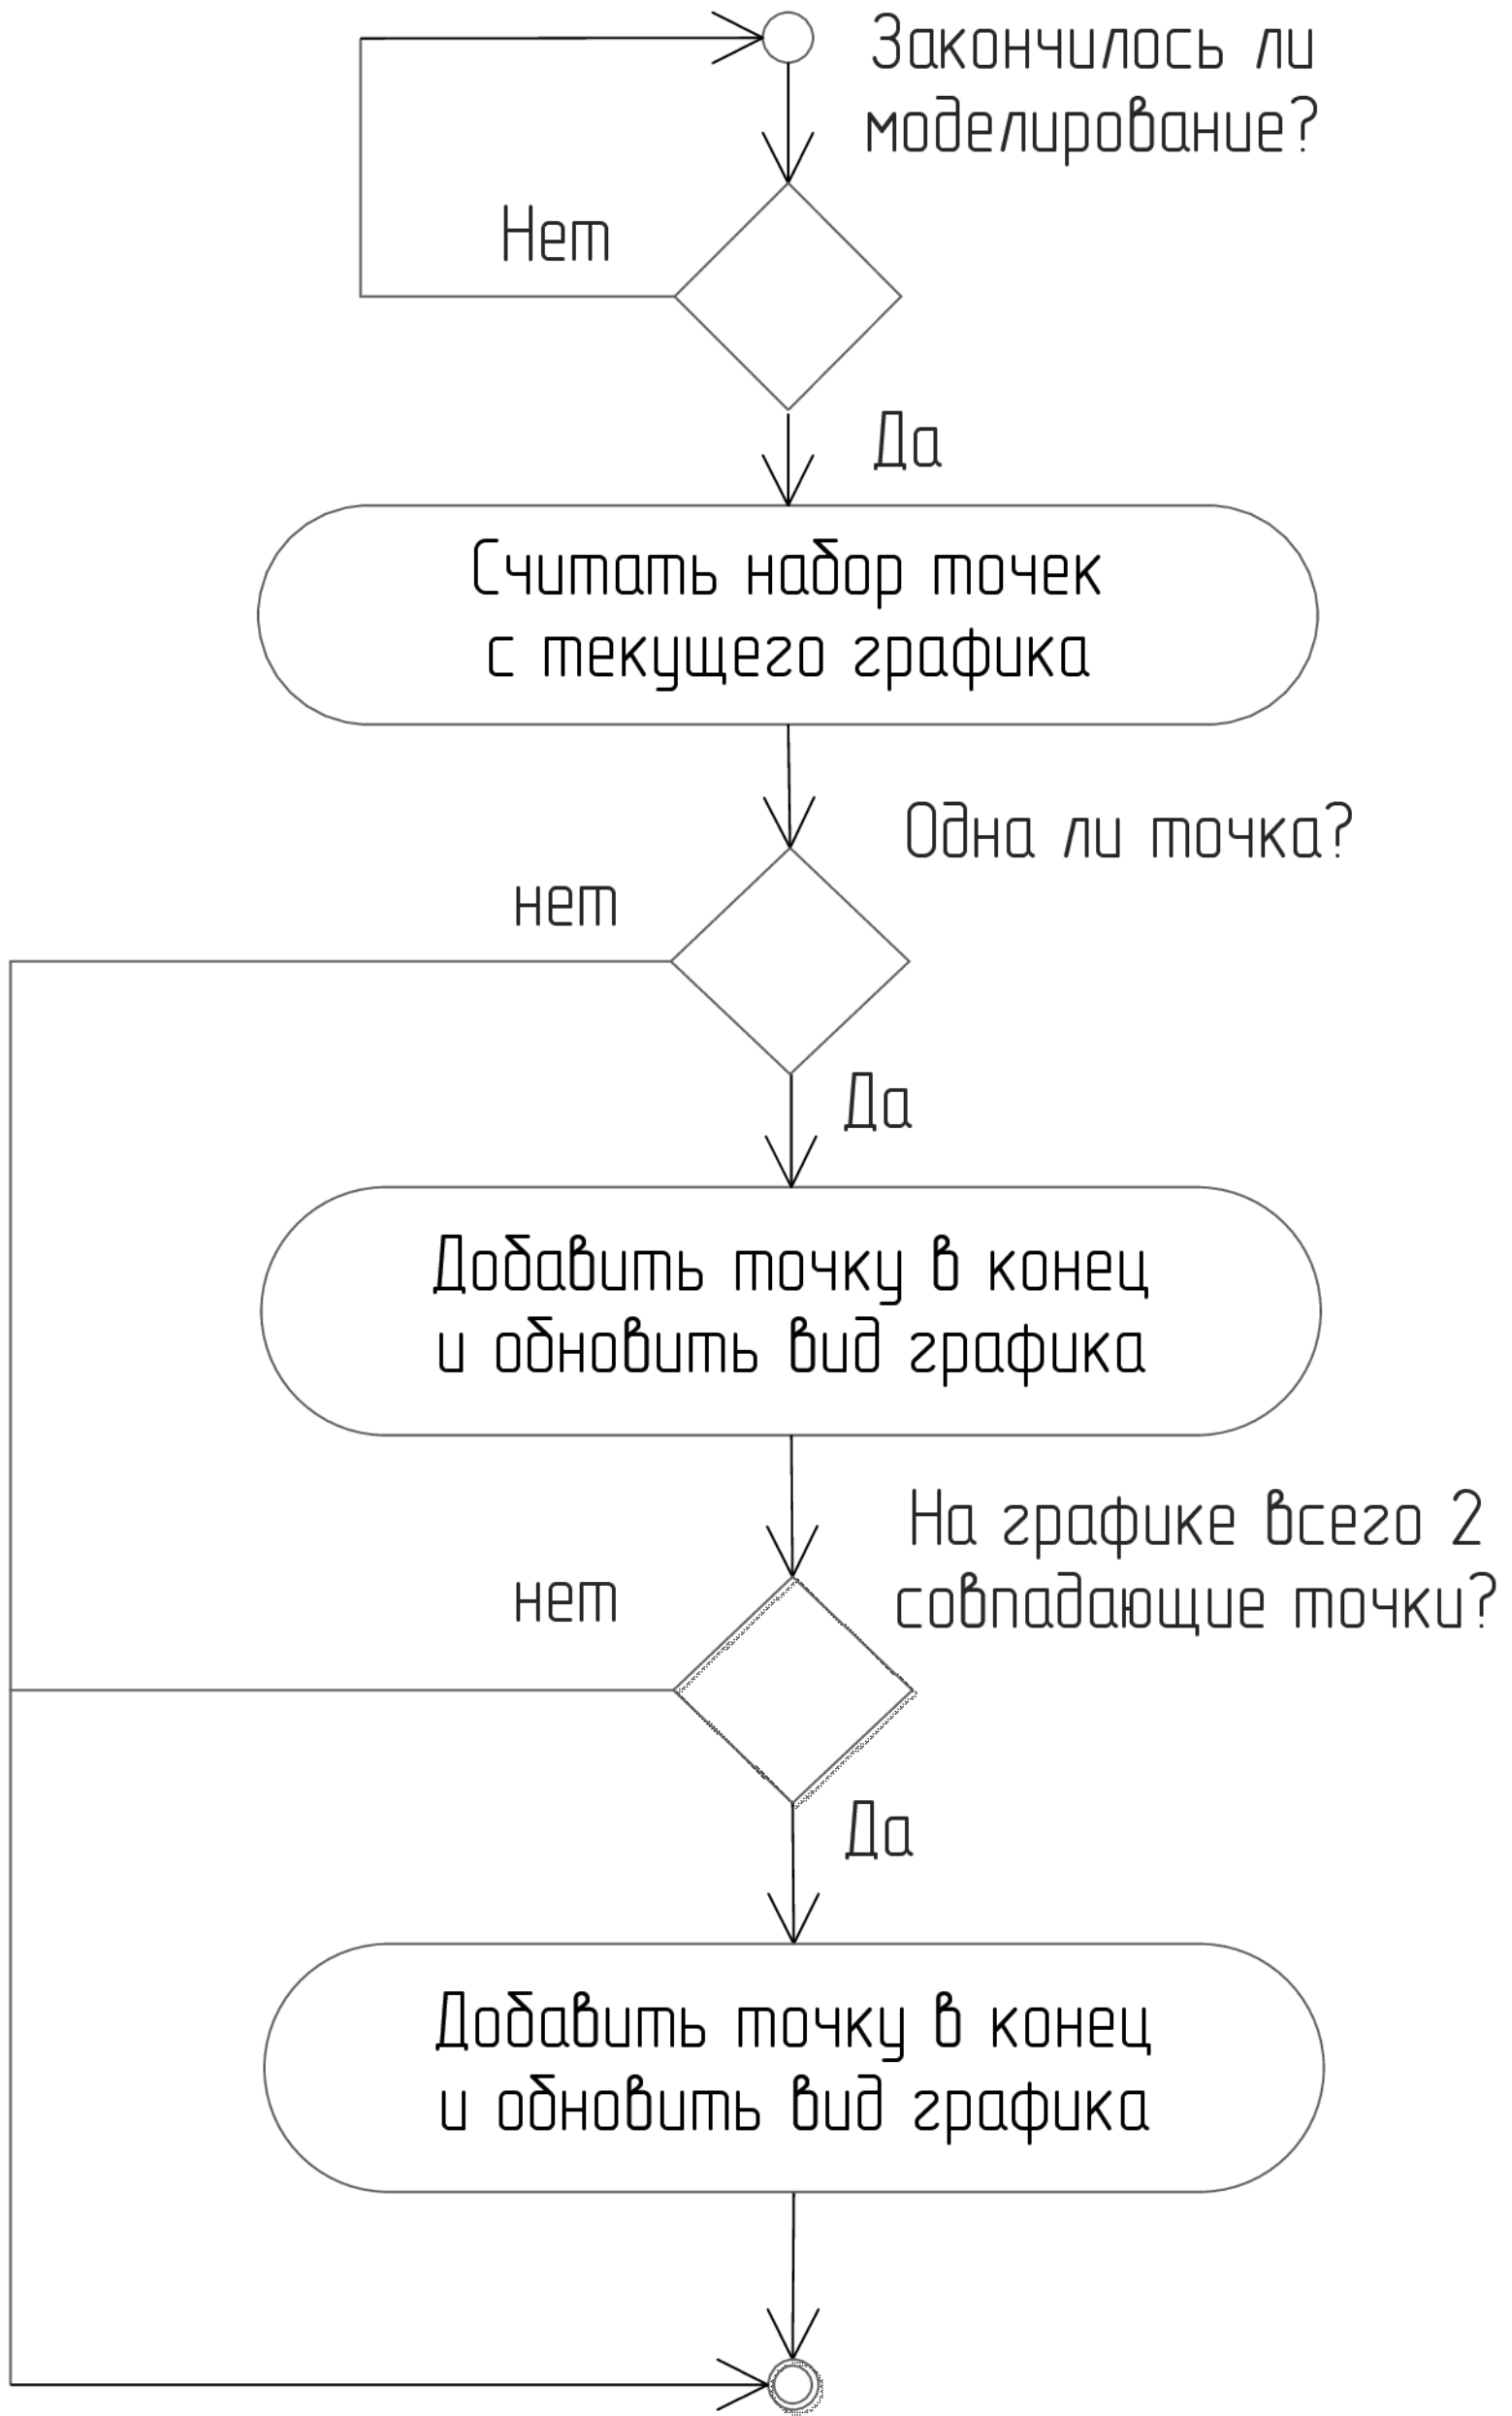 Закончилось ли
моделирование?
Нет
Да
Считать набор точек
с текущего графика
Одна ли точка?
нет
Да
Добавить точку в конец
и обновить вид графика
На графике всего 2
совпадающие точки?
нет
Да
Добавить точку в конец
и обновить вид графика